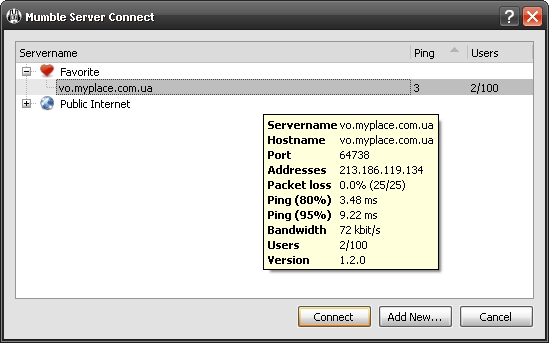 Mumble Server Connect
Servername Ping Users
Favorite
vo.myplace.com.ua 3 2/100
Public Internet
Servername vo.myplace.com.ua
Hostname vo.myplace.com.ua
Port 64738
Addresses 213.186.119.134
Packet loss 0.0% (25/25)
Ping (80%) 3.48 ms
Ping (95%) 9.22 ms
Bandwidth 72 kbit/s
Users 2/100
Version 1.2.0
Connect Add New... Cancel